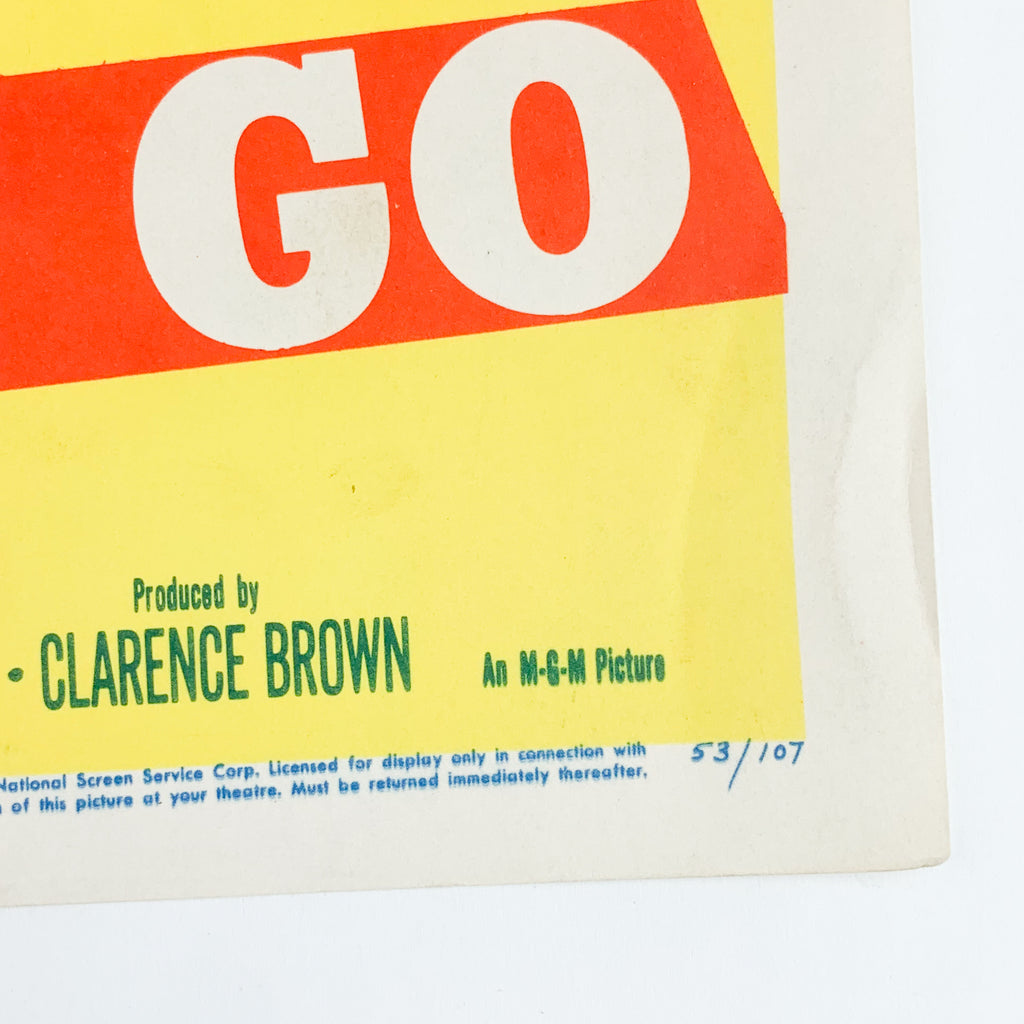 GO
Produced by
• CLARENCE BROWN An M-G-M Picture
National Screen Service Corp. Licensed for display only in connection with 53/107
of this picture at your theatre. Must be returned immediately thereafter.